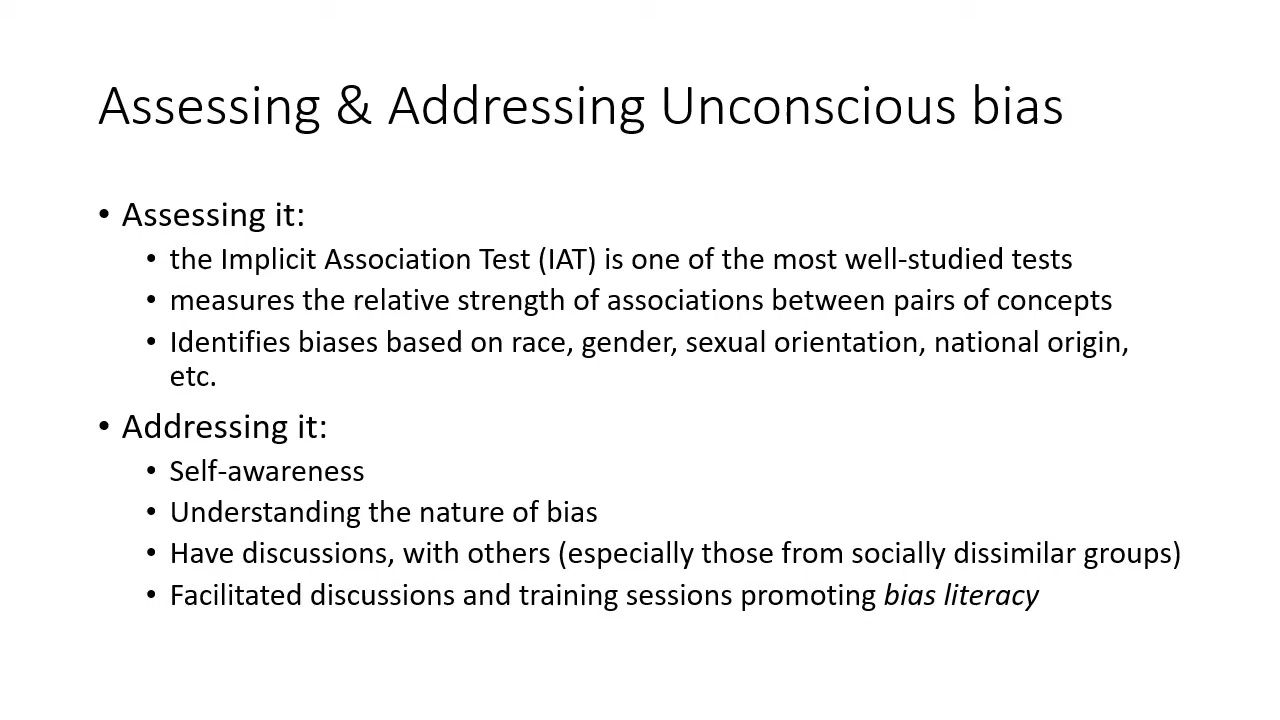 Assessing & Addressing Unconscious bias
• Assessing it:
• the Implicit Association Test (IAT) is one of the most well-studied tests
• measures the relative strength of associations between pairs of concepts
• Identifies biases based on race, gender, sexual orientation, national origin,
etc.
• Addressing it:
• Self-awareness
• Understanding the nature of bias
• Have discussions, with others (especially those from socially dissimilar groups)
• Facilitated discussions and training sessions promoting bias literacy